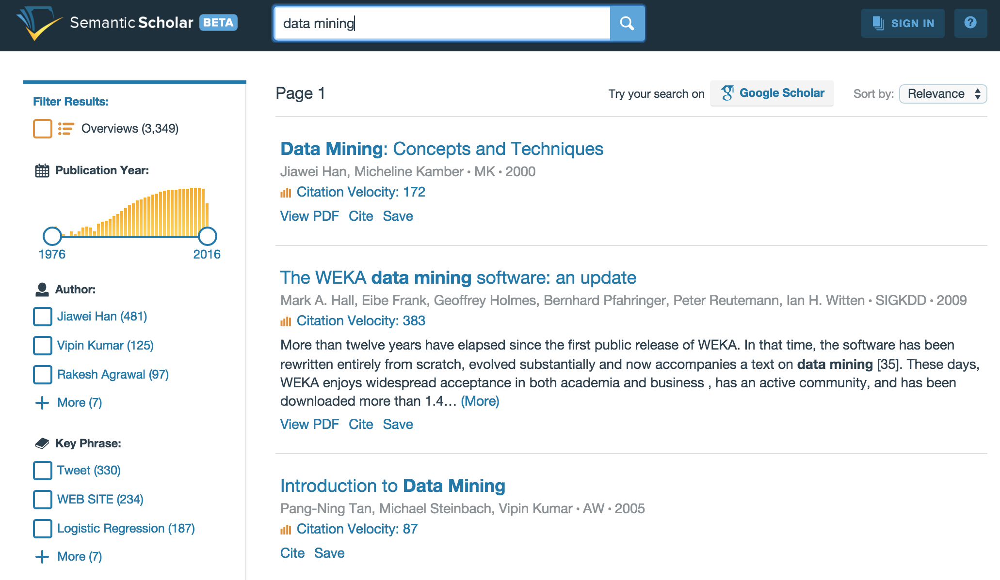 Semantic Scholar BETA
data mining
SIGN IN
?
Filter Results:
Overviews (3,349)
Publication Year:
1976 2016
Author:
Jiawei Han (481)
Vipin Kumar (125)
Rakesh Agrawal (97)
More (7)
Key Phrase:
Tweet (330)
WEB SITE (234)
Logistic Regression (187)
More (7)
Page 1
Try your search on Google Scholar
Sort by: Relevance
Data Mining: Concepts and Techniques
Jiawei Han, Micheline Kamber • MK • 2000
Citation Velocity: 172
View PDF Cite Save
The WEKA data mining software: an update
Mark A. Hall, Eibe Frank, Geoffrey Holmes, Bernhard Pfahringer, Peter Reutemann, Ian H. Witten • SIGKDD • 2009
Citation Velocity: 383
More than twelve years have elapsed since the first public release of WEKA. In that time, the software has been
rewritten entirely from scratch, evolved substantially and now accompanies a text on data mining [35]. These days,
WEKA enjoys widespread acceptance in both academia and business , has an active community, and has been
downloaded more than 1.4… (More)
View PDF Cite Save
Introduction to Data Mining
Pang-Ning Tan, Michael Steinbach, Vipin Kumar • AW • 2005
Citation Velocity: 87
Cite Save